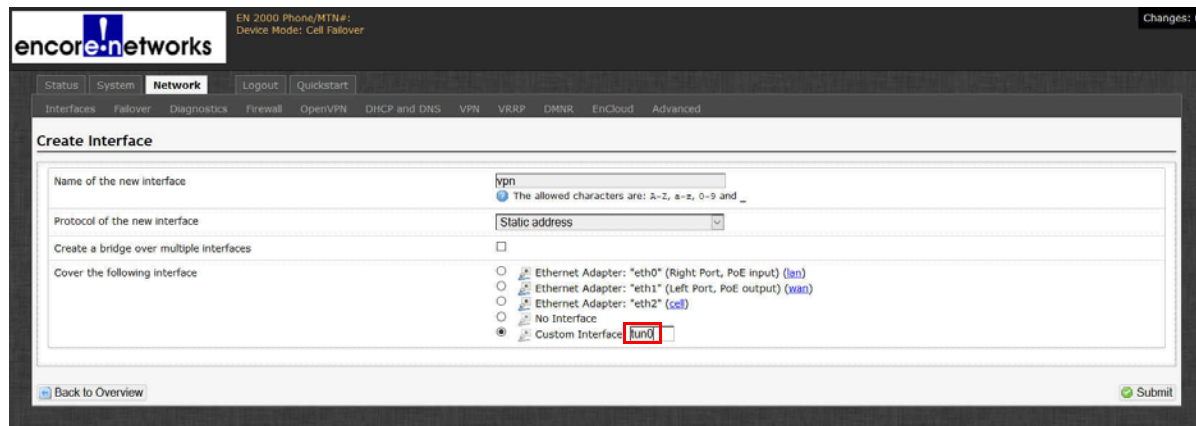 encore!networks
EN 2000 Phone/MTN#:
Device Mode: Cell Failover
Changes:
Status System Network Logout Quickstart
Interfaces Failover Diagnostics Firewall OpenVPN DHCP and DNS VPN VRRP DMNR EnCloud Advanced
Create Interface
Name of the new interface
vpn
The allowed characters are: A-Z, a-z, 0-9 and _
Protocol of the new interface
Static address
Create a bridge over multiple interfaces
Cover the following interface
Ethernet Adapter: "eth0" (Right Port, PoE input) (lan)
Ethernet Adapter: "eth1" (Left Port, PoE output) (wan)
Ethernet Adapter: "eth2" (cell)
No Interface
Custom Interface: tun0
Back to Overview
Submit